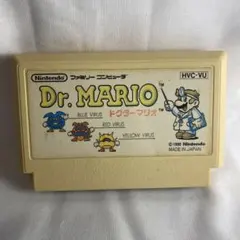 Nintendo ファミリー コンピュータ
HVC-VU
Dr. MARIO
ドクターマリオ
BLUE VIRUS
RED VIRUS
YELLOW VIRUS
© 1990 Nintendo
MADE IN JAPAN